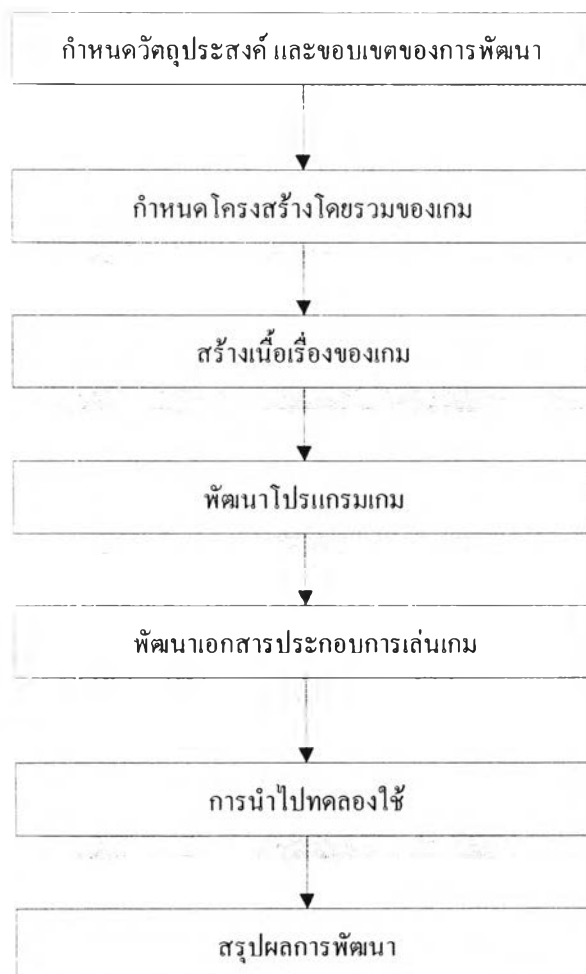 กำหนดวัตถุประสงค์ และขอบเขตของการพัฒนา
กำหนดโครงสร้างโดยรวมของเกม
สร้างเนื้อเรื่องของเกม
พัฒนาโปรแกรมเกม
พัฒนาเอกสารประกอบการเล่นเกม
การนำไปทดลองใช้
สรุปผลการพัฒนา